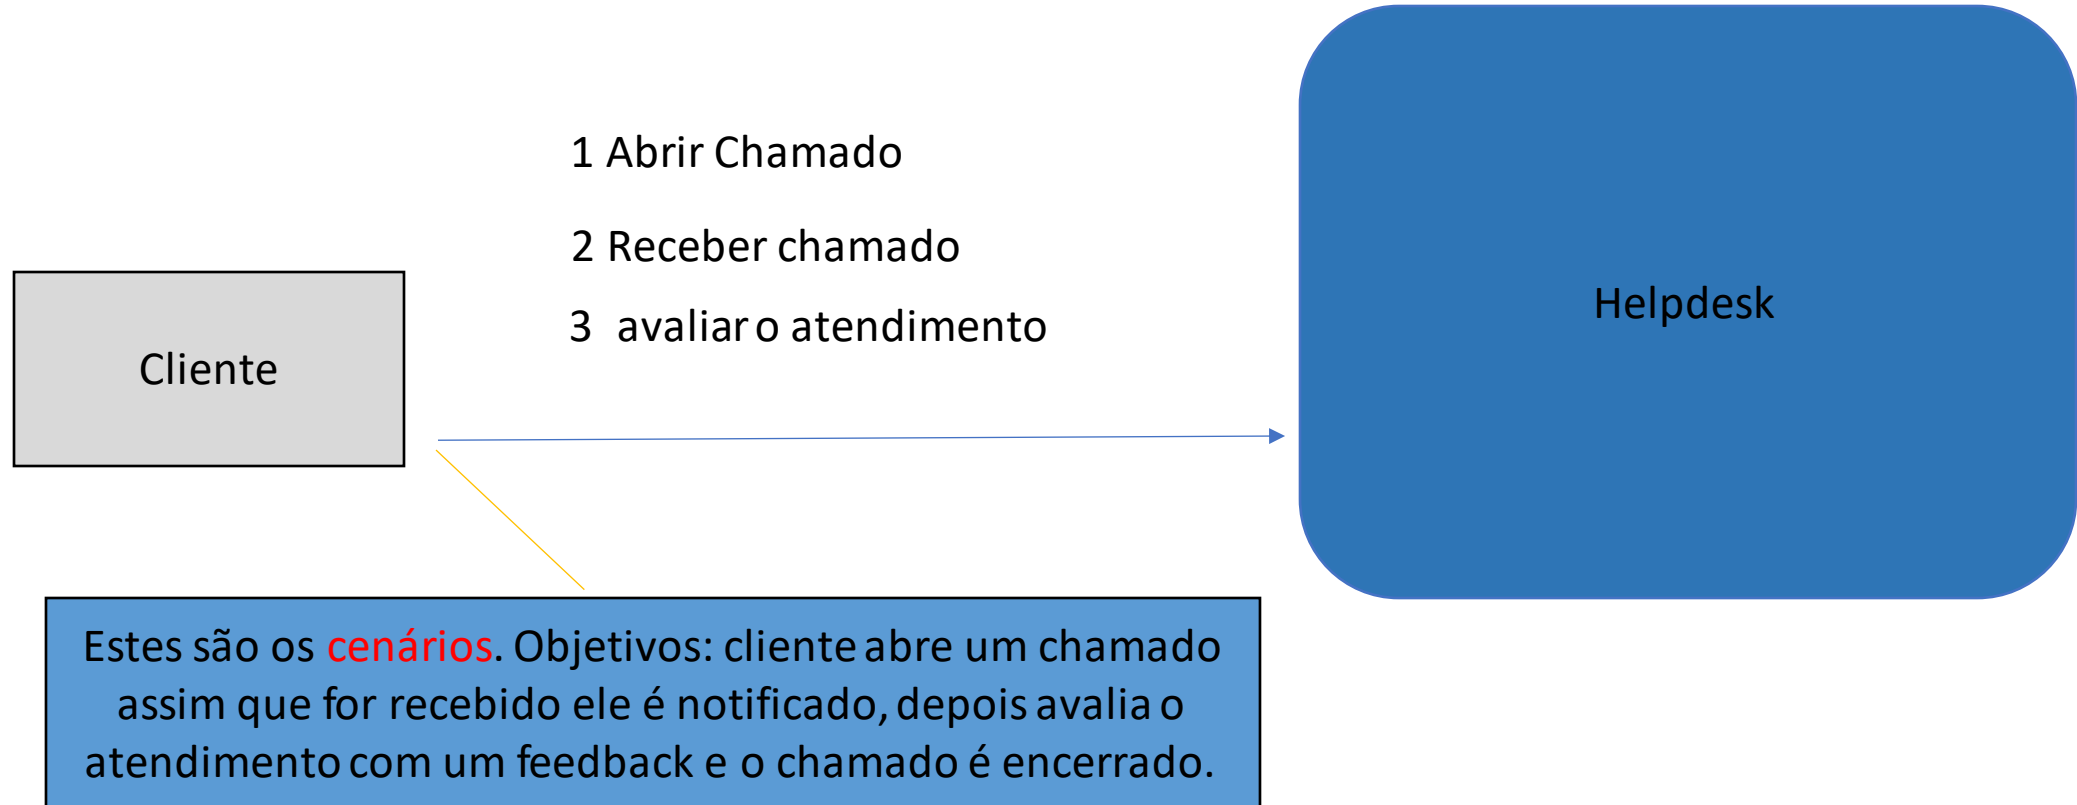 1 Abrir Chamado
2 Receber chamado
3 avaliar o atendimento
Cliente
Helpdesk
Estes são os cenários. Objetivos: cliente abre um chamado
assim que for recebido ele é notificado, depois avalia o
atendimento com um feedback e o chamado é encerrado.